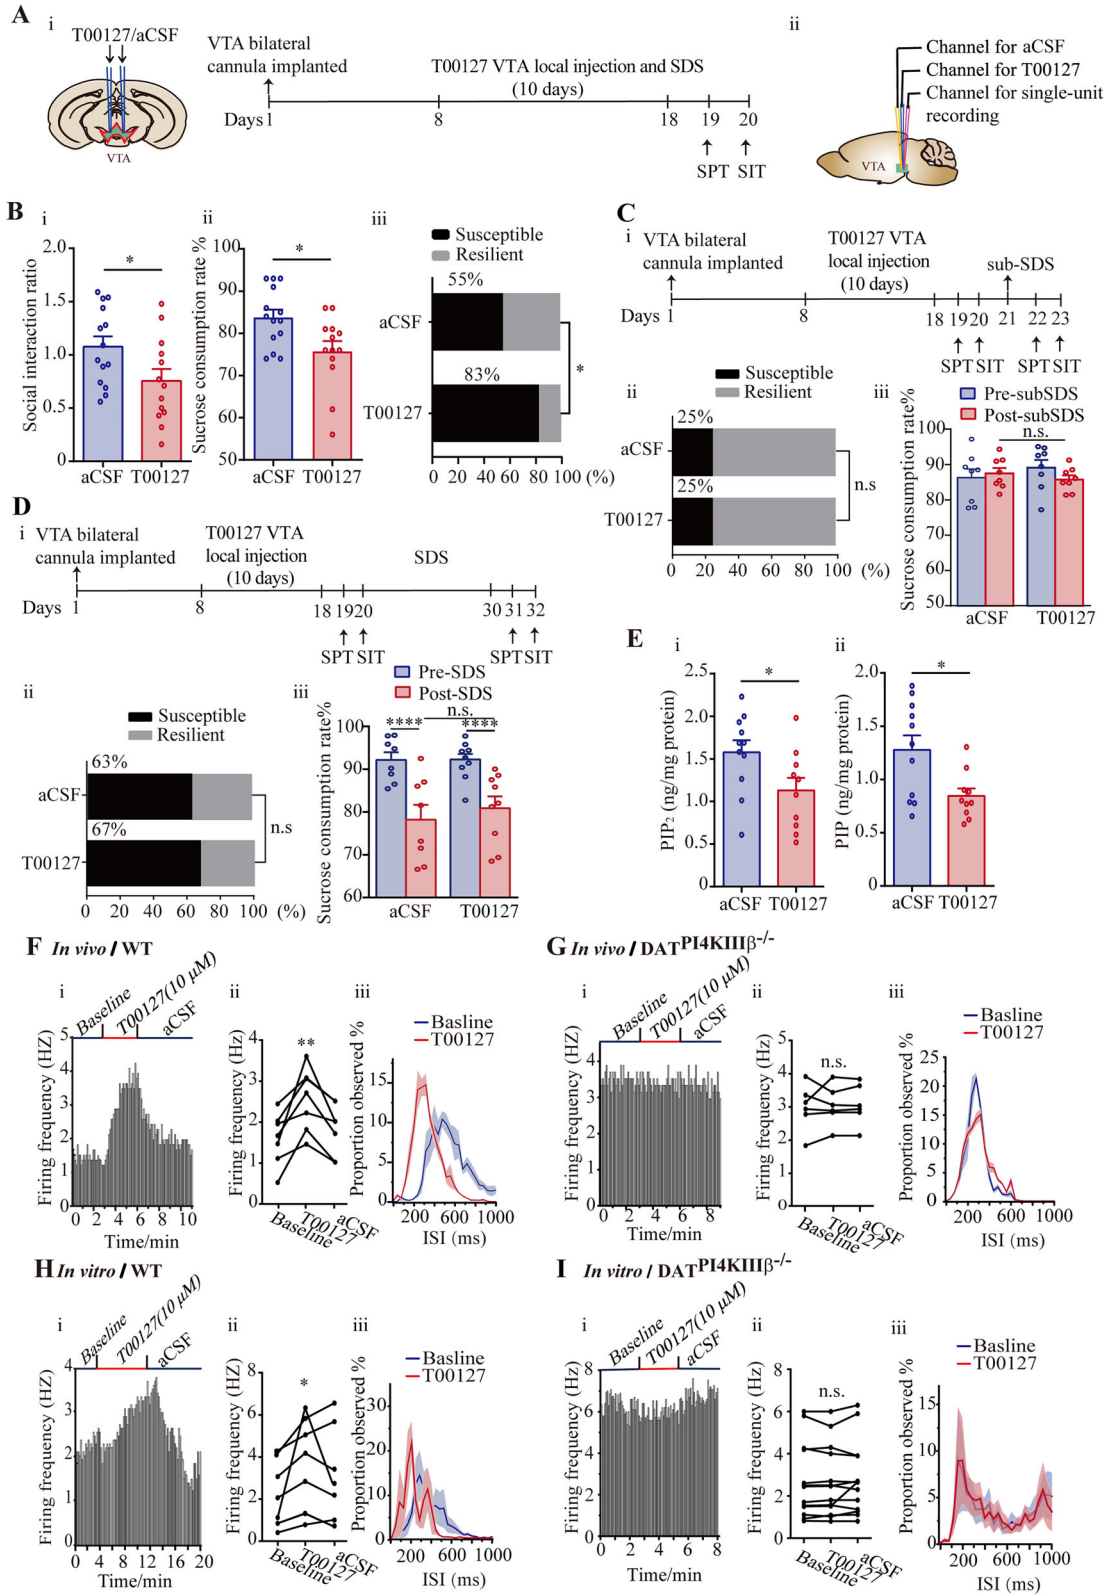 A
i
T00127/aCSF
VTA
VTA bilateral
cannula implanted
T00127 VTA local injection and SDS
(10 days)
Days 1 8 18 19 20
SPT SIT
ii
Channel for aCSF
Channel for T00127
Channel for single-unit
recording
VTA
B
i
Social interaction ratio
2.0
1.5
1.0
0.5
0
*
aCSF T00127
ii
Sucrose consumption rate %
100
90
80
70
60
50
*
aCSF T00127
iii
Susceptible
Resilient
55%
aCSF
83%
T00127
*
0 20 40 60 80 100 (%)
C
i
VTA bilateral
cannula implanted
T00127 VTA
local injection
(10 days)
sub-SDS
Days 1 8 18 19 20 21 22 23
SPT SIT SPT SIT
ii
Susceptible
Resilient
25%
aCSF
25%
T00127
n.s
0 20 40 60 80 100 (%)
iii
Pre-subSDS
Post-subSDS
n.s.
Sucrose consumption rate%
100
90
80
70
60
50
aCSF T00127
D
i
VTA bilateral
cannula implanted
T00127 VTA
local injection
(10 days)
SDS
Days 1 8 18 19 20 30 31 32
SPT SIT SPT SIT
ii
Susceptible
Resilient
63%
aCSF
67%
T00127
n.s
0 20 40 60 80 100 (%)
iii
Pre-SDS
Post-SDS
n.s.
**** ****
Sucrose consumption rate%
100
90
80
70
60
aCSF T00127
E
i
PIP2 (ng/mg protein)
2.5
2.0
1.5
1.0
0.5
0
*
aCSF T00127
ii
PIP (ng/mg protein)
2.0
1.5
1.0
0.5
0
*
aCSF T00127
F In vivo / WT
i
Baseline T00127(10 μM) aCSF
Firing frequency (HZ)
5
4
3
2
1
0
0 2 4 6 8 10
Time/min
ii
Firing frequency (Hz)
4
3
2
1
0
**
Baseline T00127 aCSF
iii
Basline
T00127
Proportion observed %
15
10
5
0
200 600 1000
ISI (ms)
G In vivo / DAT PI4KIIIβ-/-
i
Baseline T00127(10 μM) aCSF
Firing frequency (HZ)
4
3
2
1
0
0 2 4 6 8
Time/min
ii
Firing frequency (HZ)
5
4
3
2
1
0
n.s.
Baseline T00127 aCSF
iii
Basline
T00127
Proportion observed %
25
20
15
10
5
0
200 600 1000
ISI (ms)
H In vitro / WT
i
Baseline T00127(10 μM) aCSF
Firing frequency (HZ)
4
3
2
1
0
0 4 8 12 16 20
Time/min
ii
Firing frequency (HZ)
8
6
4
2
0
*
Baseline T00127 aCSF
iii
Basline
T00127
Proportion observed %
30
20
10
0
200 600 1000
ISI (ms)
I In vitro / DAT PI4KIIIβ-/-
i
Baseline T00127(10 μM) aCSF
Firing frequency (HZ)
8
6
4
2
0
0 2 4 6 8
Time/min
ii
Firing frequency (HZ)
8
6
4
2
0
n.s.
Baseline T00127 aCSF
iii
Basline
T00127
Proportion observed %
15
10
5
0
200 600 1000
ISI (ms)